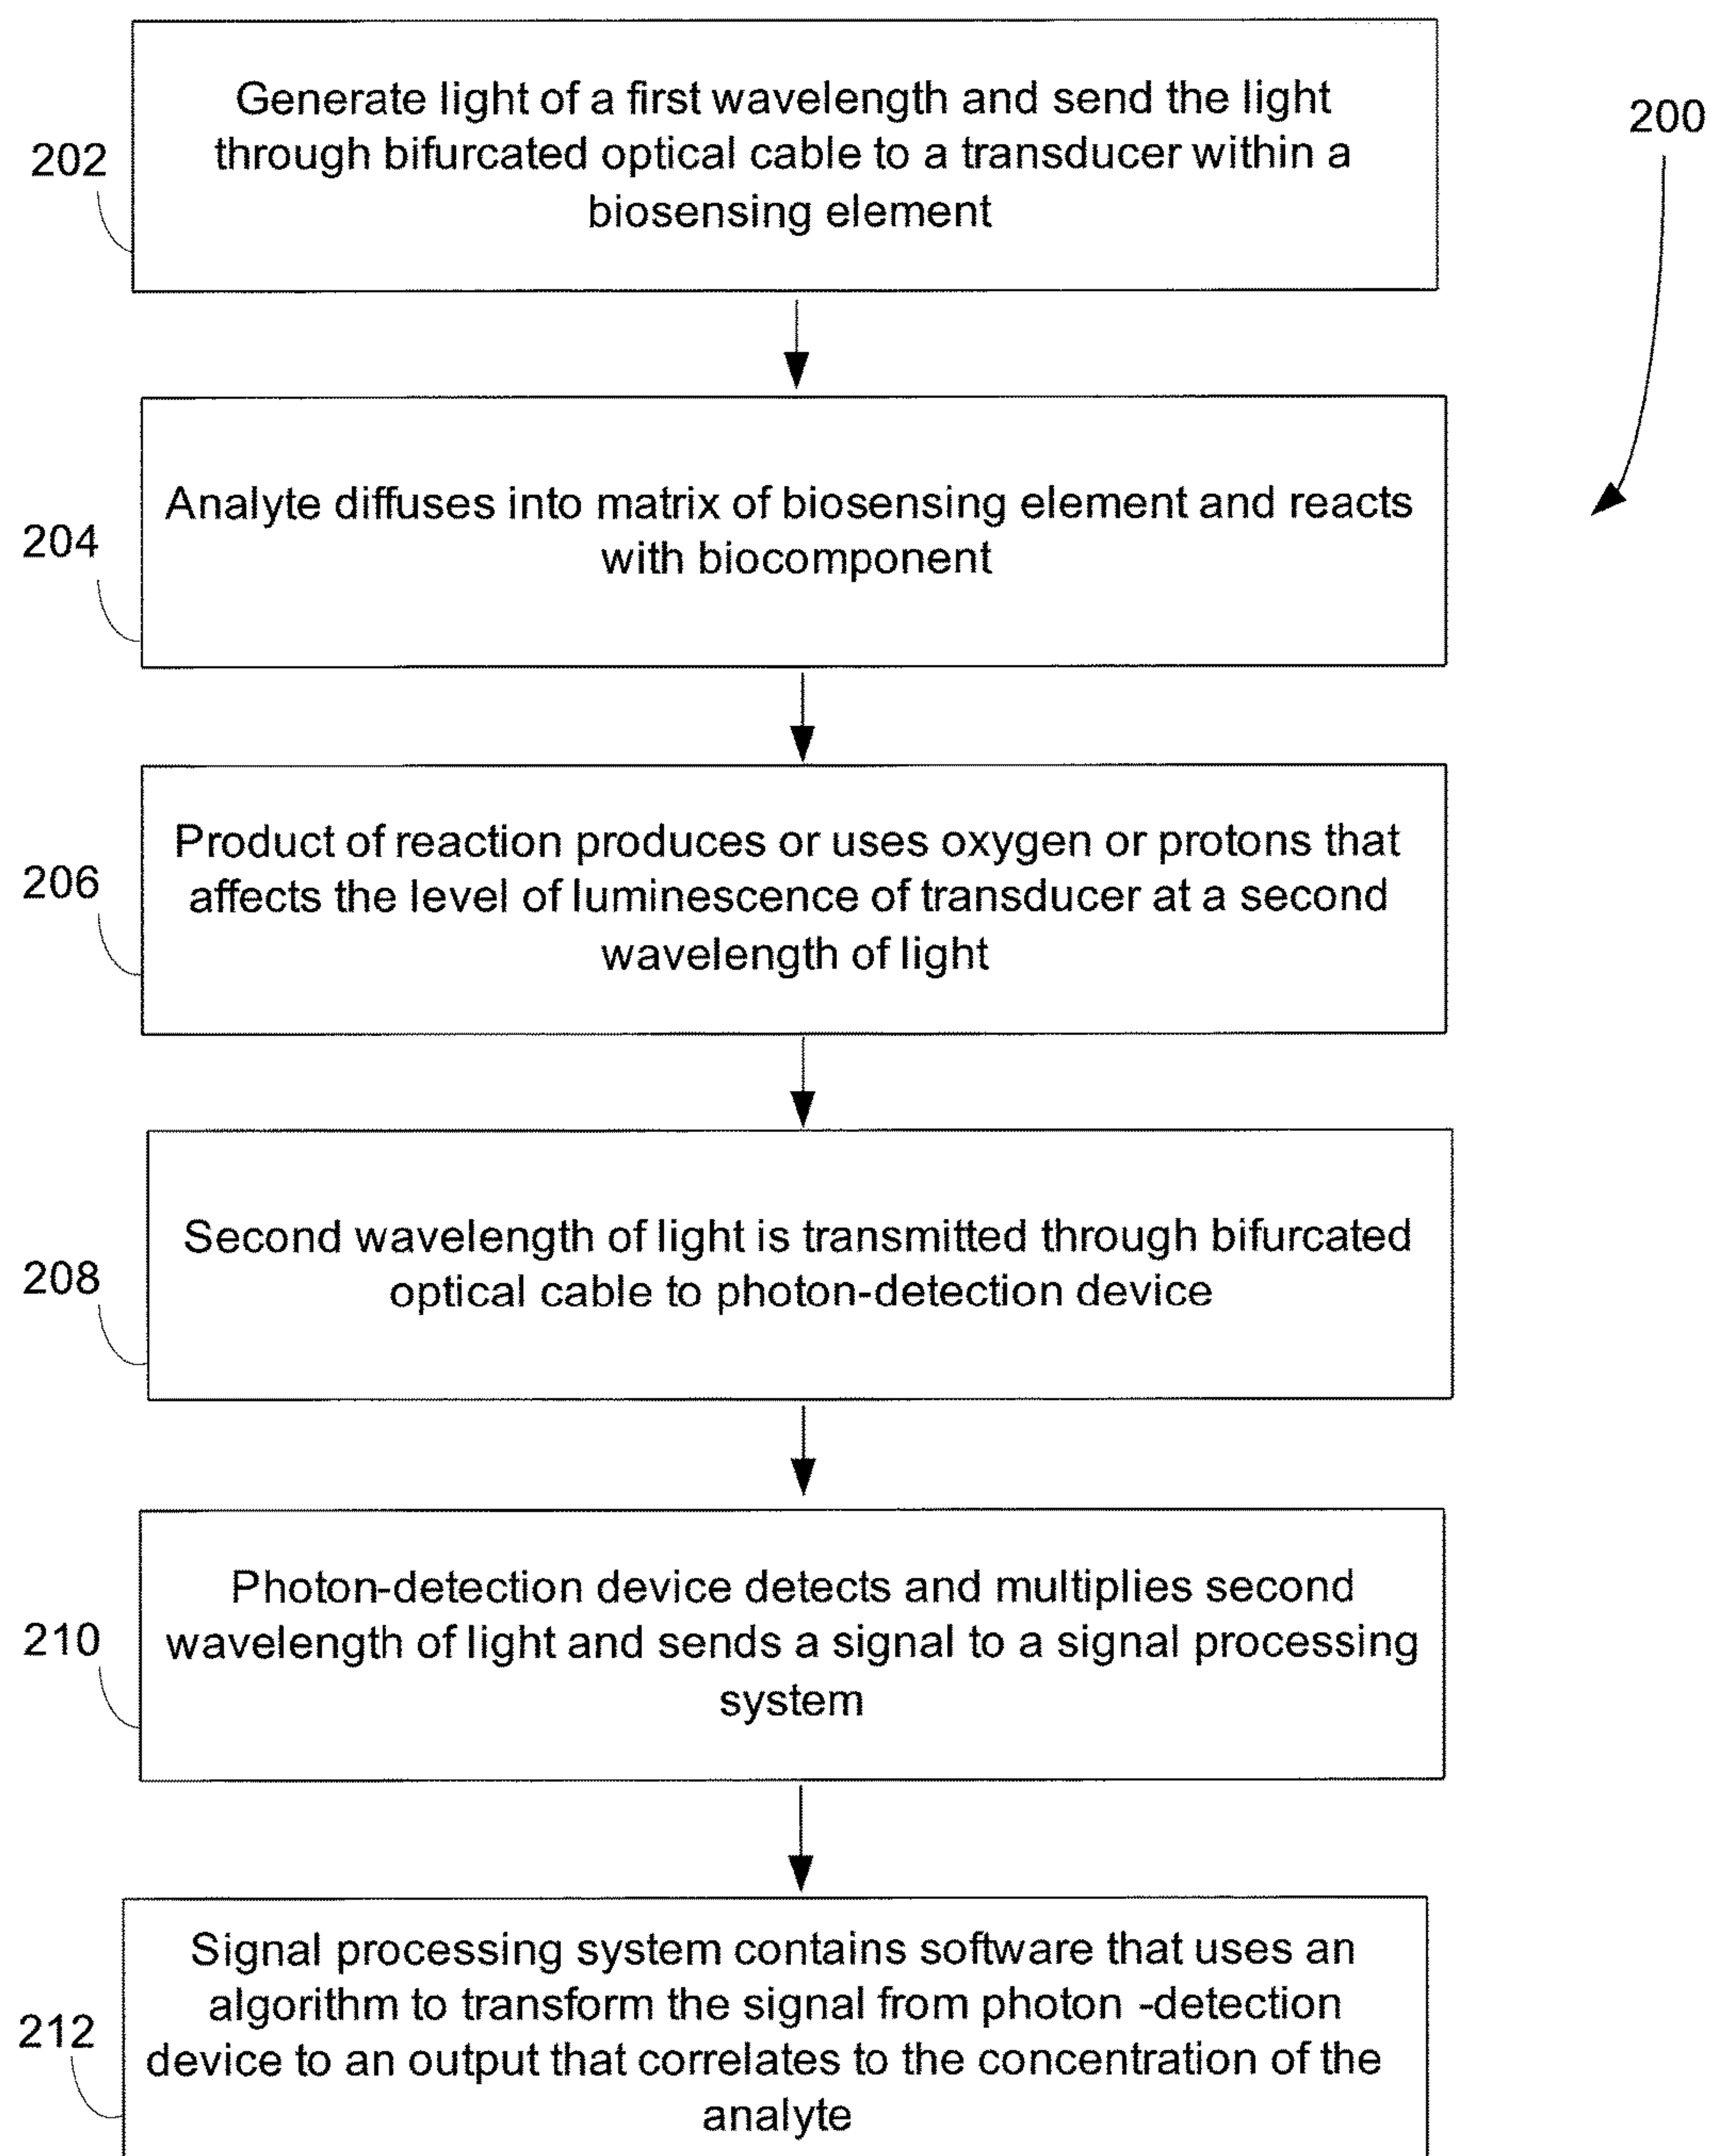 Generate light of a first wavelength and send the light
through bifurcated optical cable to a transducer within a
biosensing element
200
202
Analyte diffuses into matrix of biosensing element and reacts
with biocomponent
204
Product of reaction produces or uses oxygen or protons that
affects the level of luminescence of transducer at a second
wavelength of light
206
Second wavelength of light is transmitted through bifurcated
optical cable to photon-detection device
208
Photon-detection device detects and multiplies second
wavelength of light and sends a signal to a signal processing
system
210
Signal processing system contains software that uses an
algorithm to transform the signal from photon -detection
device to an output that correlates to the concentration of the
analyte
212